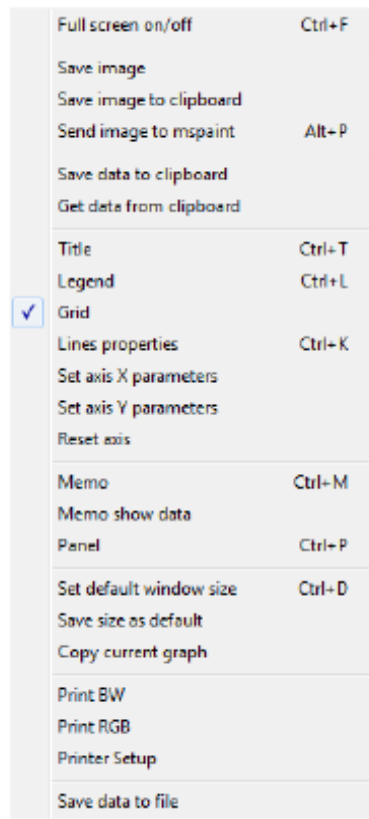 Full screen on/off Ctrl+F
Save image
Save image to clipboard
Send image to mspaint Alt+P
Save data to clipboard
Get data from clipboard
Title Ctrl+T
Legend Ctrl+L
Grid
Lines properties Ctrl+K
Set axis X parameters
Set axis Y parameters
Reset axis
Memo Ctrl+M
Memo show data
Panel Ctrl+P
Set default window size Ctrl+D
Save size as default
Copy current graph
Print BW
Print RGB
Printer Setup
Save data to file